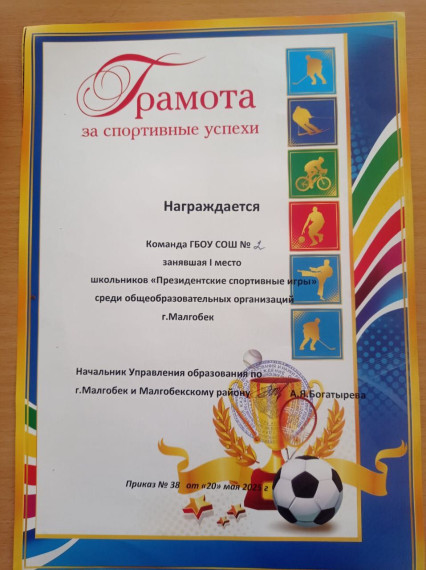 Грамота
за спортивные успехи
Награждается
Команда ГБОУ СОШ № 2
занявшая I место
школьников «Президентские спортивные игры»
среди общеобразовательных организаций
г.Малгобек
Начальник Управления образования по
г.Малгобек и Малгобекскому району А.Я.Богатырева
Приказ № 38 от «20» мая 2025 г